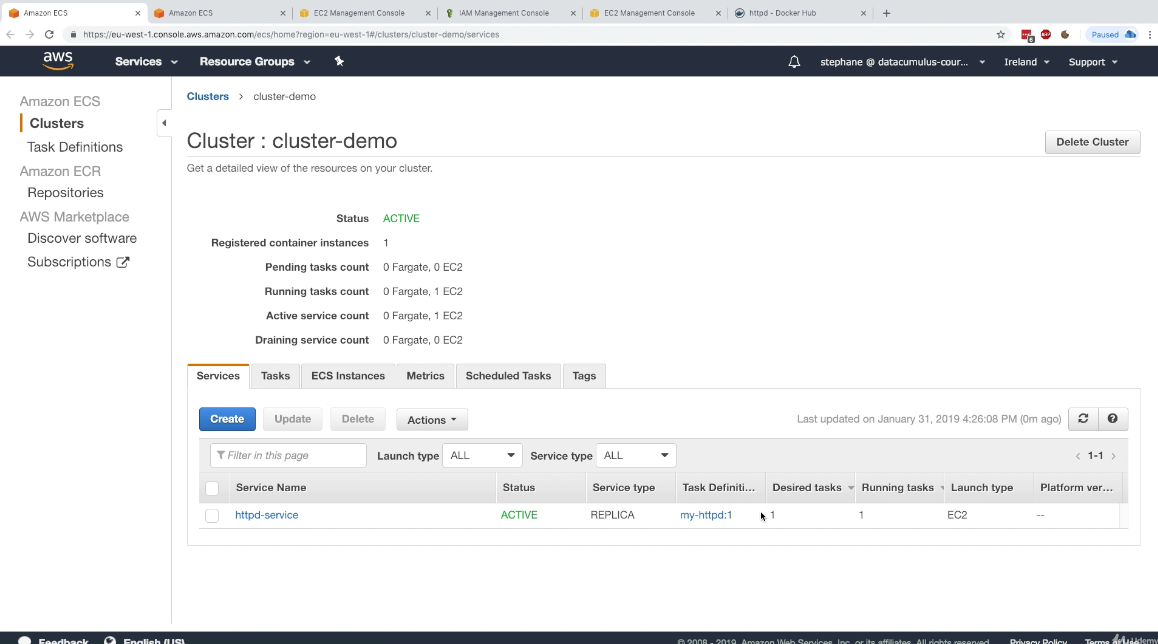 Amazon ECS
Amazon ECS
EC2 Management Console
IAM Management Console
EC2 Management Console
httpd - Docker Hub
https://eu-west-1.console.aws.amazon.com/ecs/home?region=eu-west-1#/clusters/cluster-demo/services
Paused
aws
Services
Resource Groups
stephane @ datacumulus-cour...
Ireland
Support
Amazon ECS
Clusters
Task Definitions
Amazon ECR
Repositories
AWS Marketplace
Discover software
Subscriptions
Clusters > cluster-demo
Cluster : cluster-demo
Delete Cluster
Get a detailed view of the resources on your cluster.
Status ACTIVE
Registered container instances 1
Pending tasks count 0 Fargate, 0 EC2
Running tasks count 0 Fargate, 1 EC2
Active service count 0 Fargate, 1 EC2
Draining service count 0 Fargate, 0 EC2
Services Tasks ECS Instances Metrics Scheduled Tasks Tags
Create Update Delete Actions Last updated on January 31, 2019 4:26:08 PM (0m ago)
Filter in this page Launch type ALL Service type ALL < 1-1 >
Service Name Status Service type Task Definiti... Desired tasks Running tasks Launch type Platform ver...
httpd-service ACTIVE REPLICA my-httpd:1 1 1 EC2 --
Feedback English (US) © 2008 - 2019, Amazon Web Services, Inc. or its affiliates. All rights reserved. Privacy Policy Terms of Use